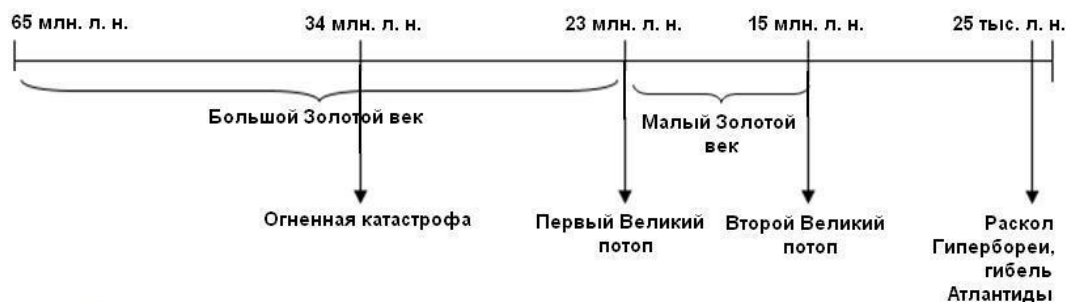 65 млн. л. н. 34 млн. л. н. 23 млн. л. н. 15 млн. л. н. 25 тыс. л. н.
Большой Золотой век
Малый Золотой
век
Огненная катастрофа
Первый Великий
потоп
Второй Великий
потоп
Раскол
Гипербореи,
гибель
Атлантиды